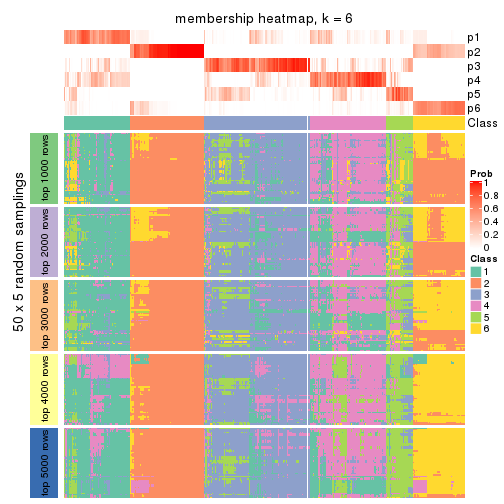 membership heatmap, k = 6
p1
p2
p3
p4
p5
p6
Class
50 x 5 random samplings
top 1000 rows
top 2000 rows
top 3000 rows
top 4000 rows
top 5000 rows
Prob
1
0.8
0.6
0.4
0.2
0
Class
1
2
3
4
5
6